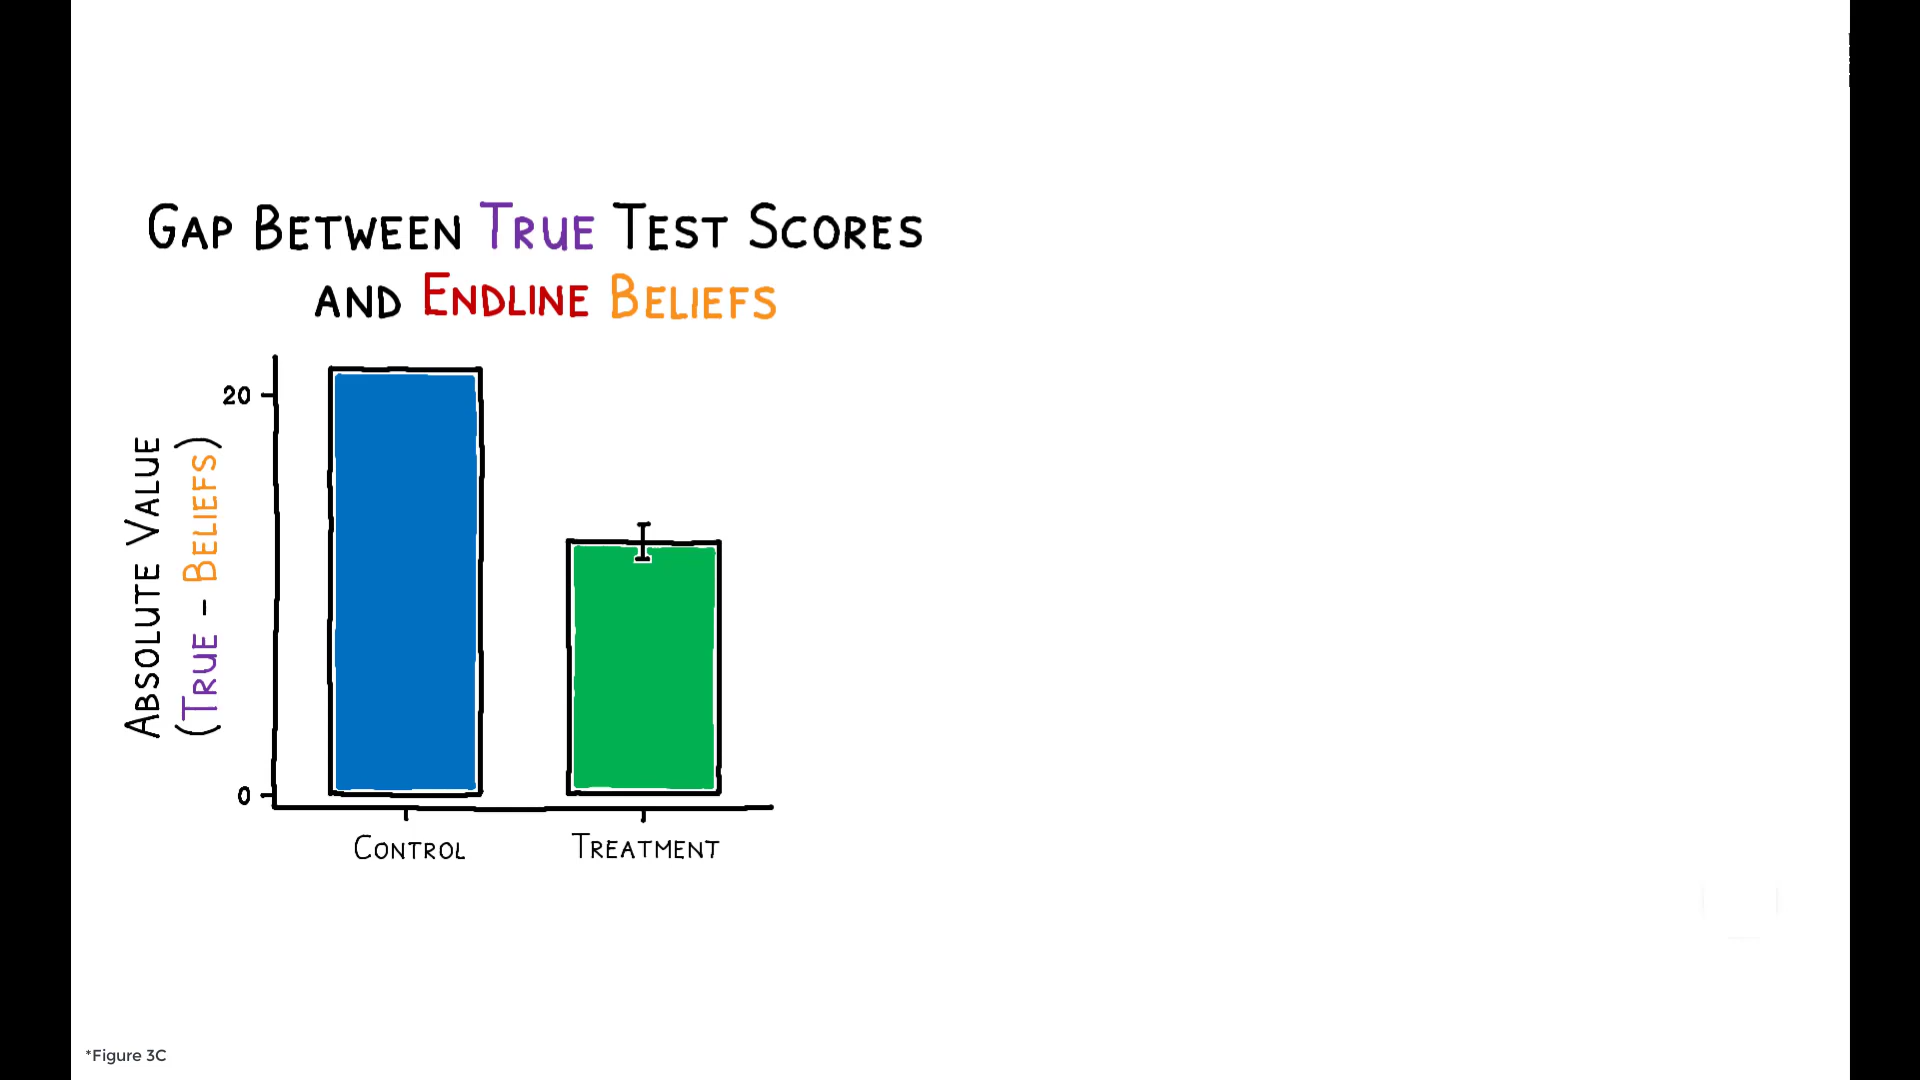 GAP BETWEEN TRUE TEST SCORES
AND ENDLINE BELIEFS
ABSOLUTE VALUE
(TRUE - BELIEFS)
20
0
CONTROL
TREATMENT
*Figure 3C